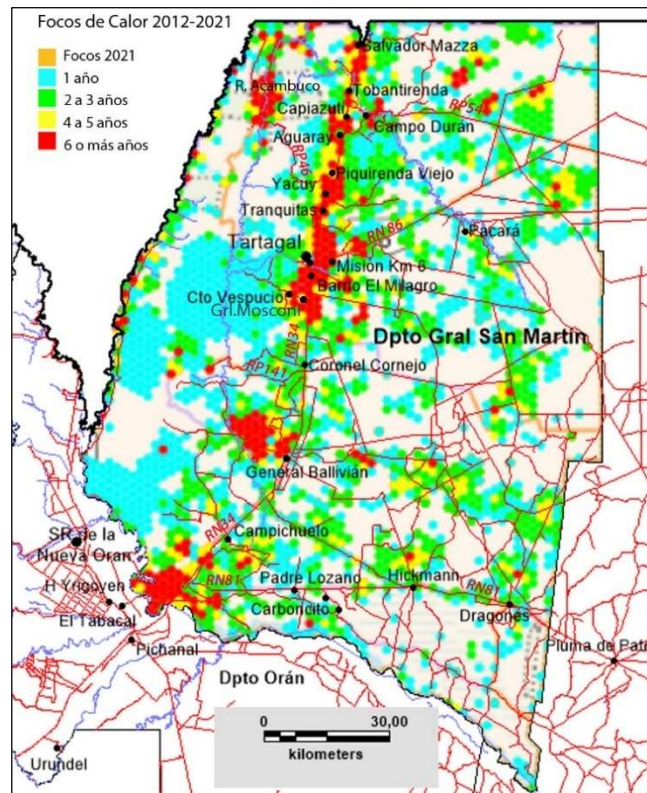 Focos de Calor 2012-2021
Focos 2021
1 año
2 a 3 años
4 a 5 años
6 o más años
Salvador Mazza
R. Acambuco
Tobantirenda
Capiazuti
RP54
Campo Durán
Aguaray
RP46
Piquirenda Viejo
Yacuy
Tranquitas
RN 86
Pacará
Tartagal
Misión Km 6
Barrio El Milagro
Cto Vespucio
Grl.Mosconi
RN34
Dpto Gral San Martín
Coronel Cornejo
RP141
General Ballivián
RN34
Campichuelo
SR de la
Nueva Orán
RN81
Padre Lozano
Hickmann
H Yrigoyen
RN81
El Tabacal
Carboncito
Dragones
Pichanal
Pluma de Pat
Dpto Orán
0 30,00
kilometers
Urundel